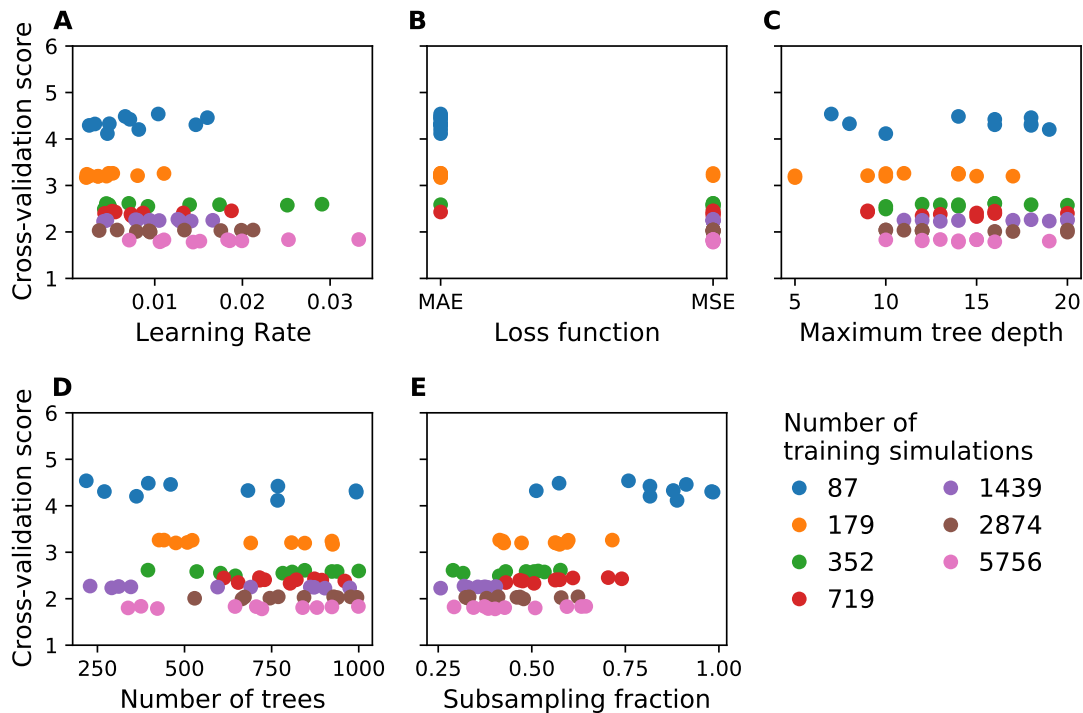 A
B
C
Cross-validation score
6
5
4
3
2
1
0.01
0.02
0.03
Learning Rate
MAE
MSE
Loss function
5
10
15
20
Maximum tree depth
D
E
Cross-validation score
6
5
4
3
2
1
250
500
750
1000
Number of trees
0.25
0.50
0.75
1.00
Subsampling fraction
Number of
training simulations
87
179
352
719
1439
2874
5756